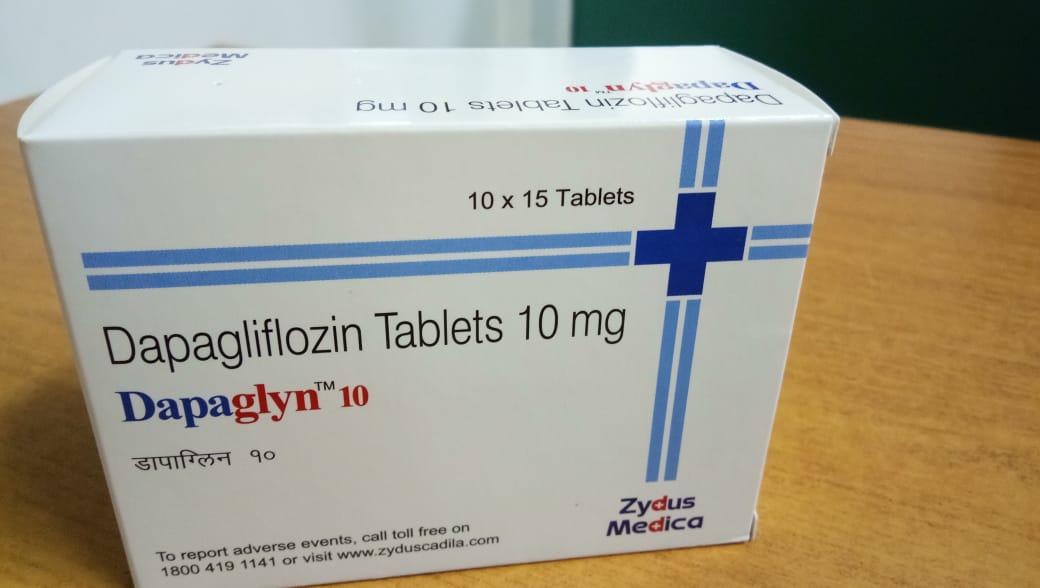 Zydus
Medica
Dapaglyn™ 10
Dapagliflozin Tablets 10 mg
10 x 15 Tablets
Dapagliflozin Tablets 10 mg
Dapaglyn™ 10
डापाग्लिन १०
Zydus
Medica
To report adverse events, call toll free on
1800 419 1141 or visit www.zyduscadila.com